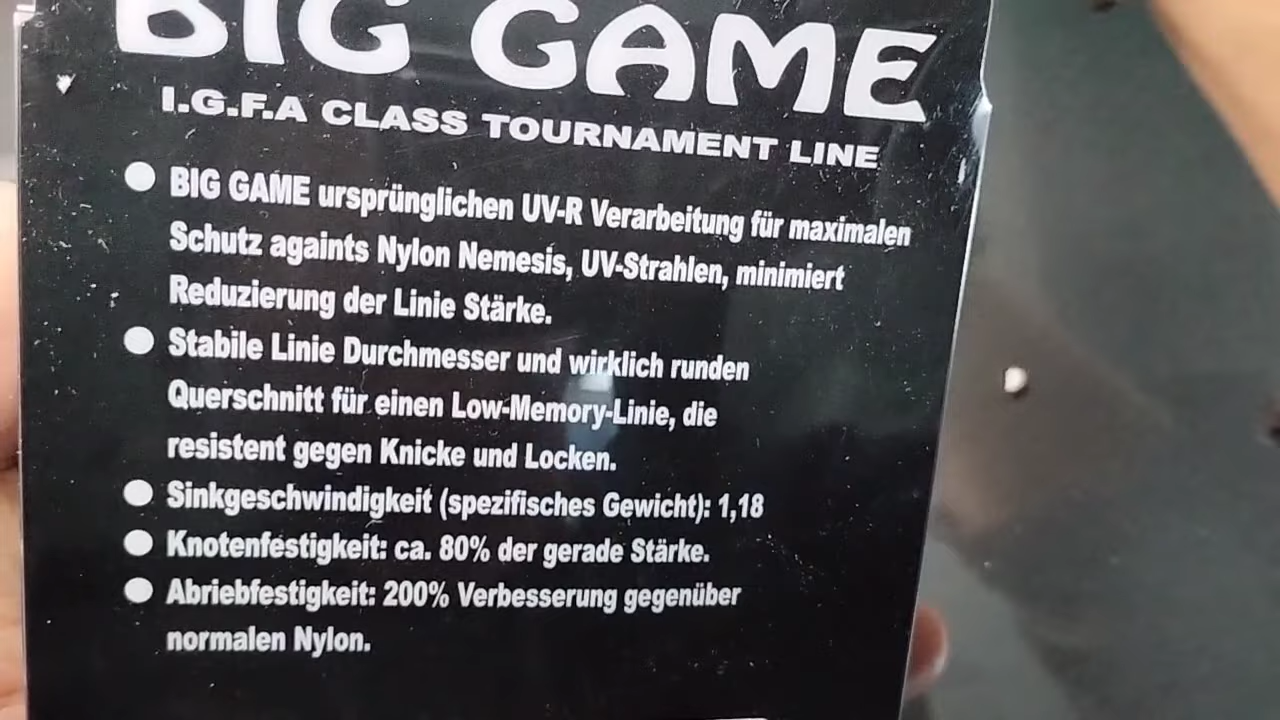 BIG GAME
I.G.F.A CLASS TOURNAMENT LINE
BIG GAME ursprünglichen UV-R Verarbeitung für maximalen
Schutz againts Nylon Nemesis, UV-Strahlen, minimiert
Reduzierung der Linie Stärke.
Stabile Linie Durchmesser und wirklich runden
Querschnitt für einen Low-Memory-Linie, die
resistent gegen Knicke und Locken.
Sinkgeschwindigkeit (spezifisches Gewicht): 1,18
Knotenfestigkeit: ca. 80% der gerade Stärke.
Abriebfestigkeit: 200% Verbesserung gegenüber
normalen Nylon.